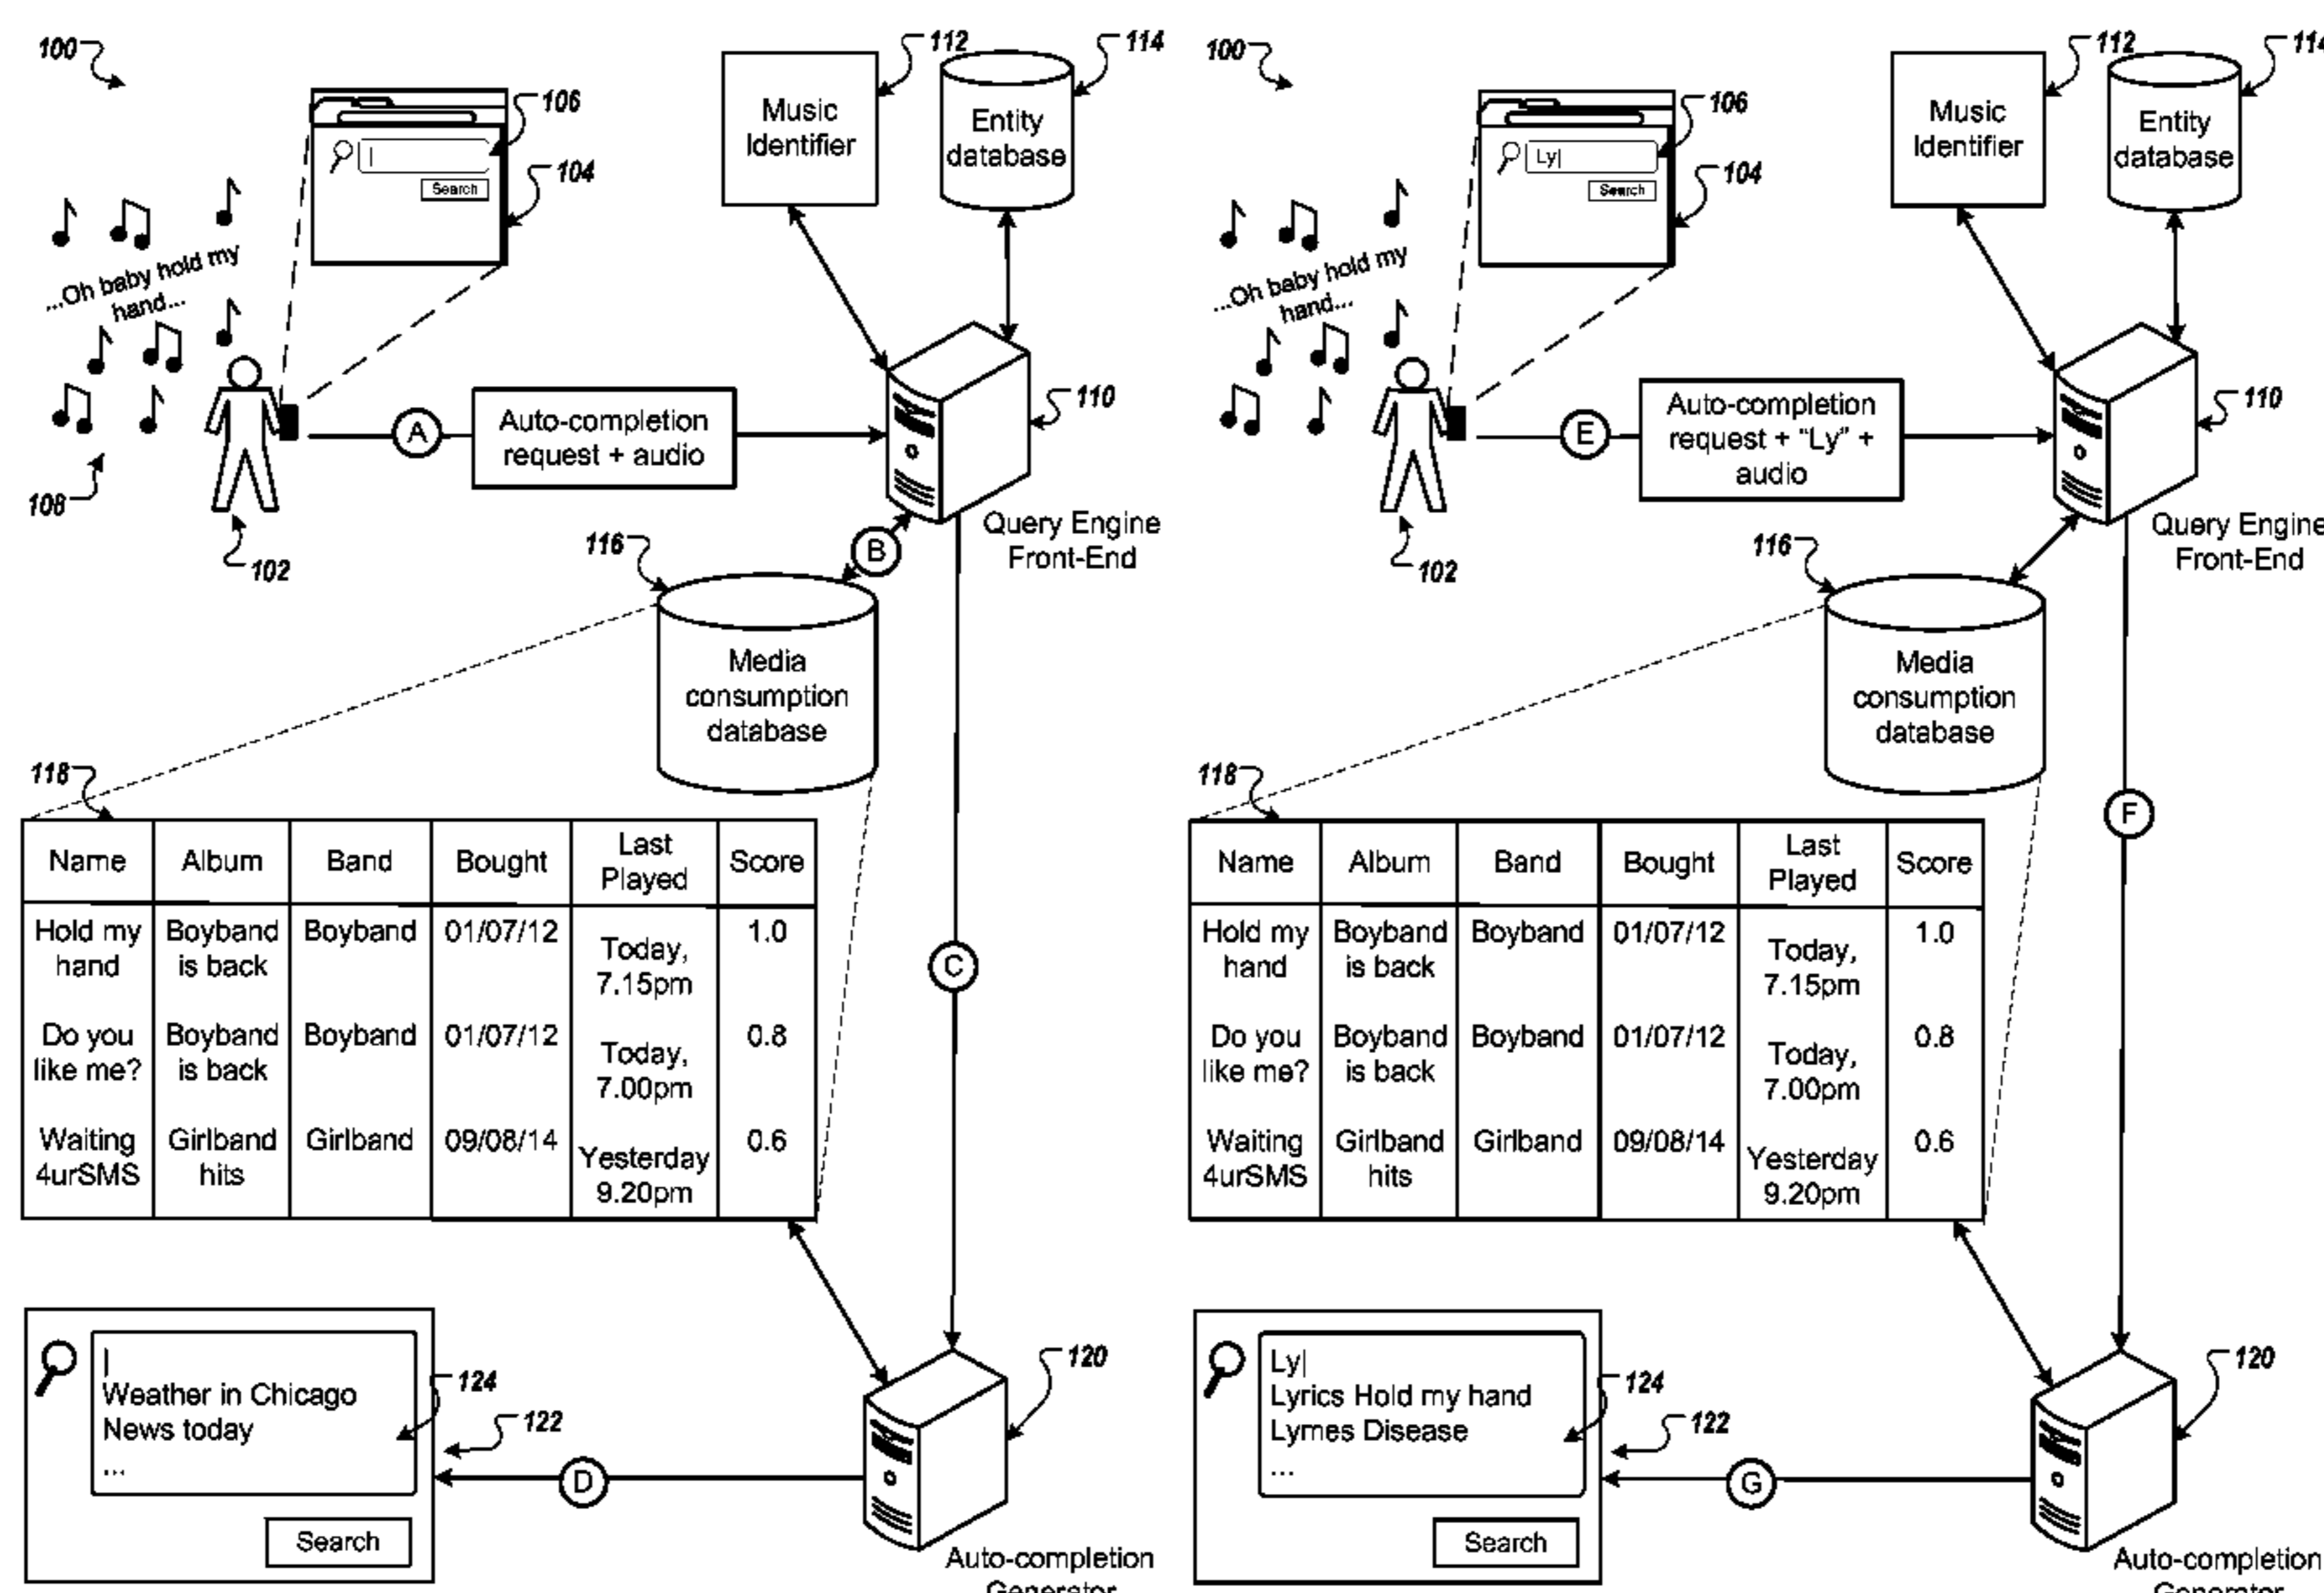 100
106
104
Search
...Oh baby hold my
hand...
108
102
A
Auto-completion
request + audio
112
Music
Identifier
114
Entity
database
110
Query Engine
Front-End
B
116
Media
consumption
database
C
118
Name Album Band Bought Last Played Score
Hold my hand Boyband is back Boyband 01/07/12 Today, 7.15pm 1.0
Do you like me? Boyband is back Boyband 01/07/12 Today, 7.00pm 0.8
Waiting 4urSMS Girlband hits Girlband 09/08/14 Yesterday 9.20pm 0.6
Weather in Chicago
News today
...
Search
124
122
D
120
Auto-completion
Generator
100
106
Ly
104
Search
...Oh baby hold my
hand...
102
E
Auto-completion
request + "Ly" +
audio
112
Music
Identifier
114
Entity
database
110
Query Engine
Front-End
116
Media
consumption
database
F
118
Name Album Band Bought Last Played Score
Hold my hand Boyband is back Boyband 01/07/12 Today, 7.15pm 1.0
Do you like me? Boyband is back Boyband 01/07/12 Today, 7.00pm 0.8
Waiting 4urSMS Girlband hits Girlband 09/08/14 Yesterday 9.20pm 0.6
Ly
Lyrics Hold my hand
Lymes Disease
...
Search
124
122
G
120
Auto-completion
Generator